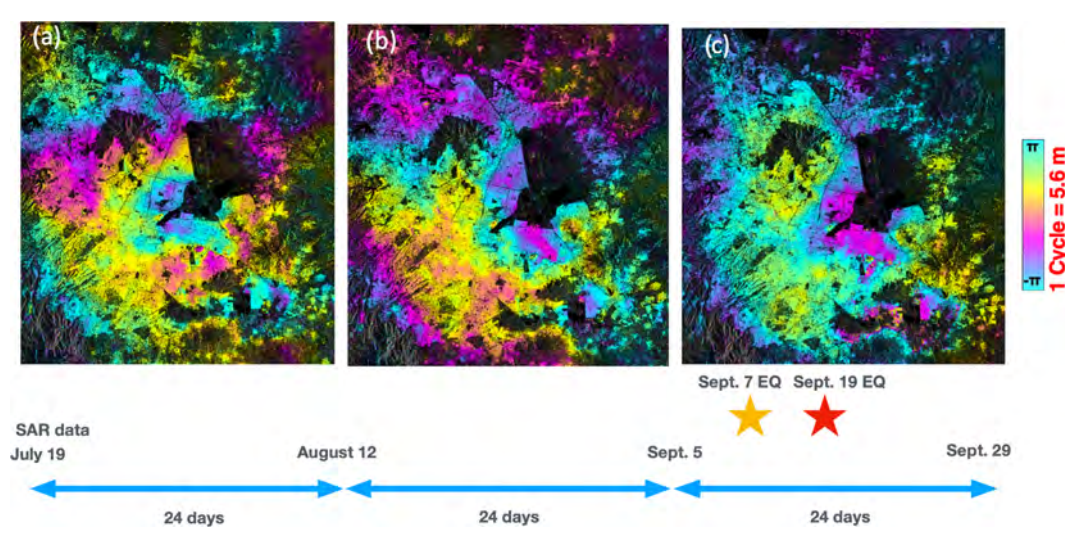 (a)
(b)
(c)
π
-π
1 Cycle = 5.6 m
Sept. 7 EQ
Sept. 19 EQ
SAR data
July 19
August 12
Sept. 5
Sept. 29
24 days
24 days
24 days